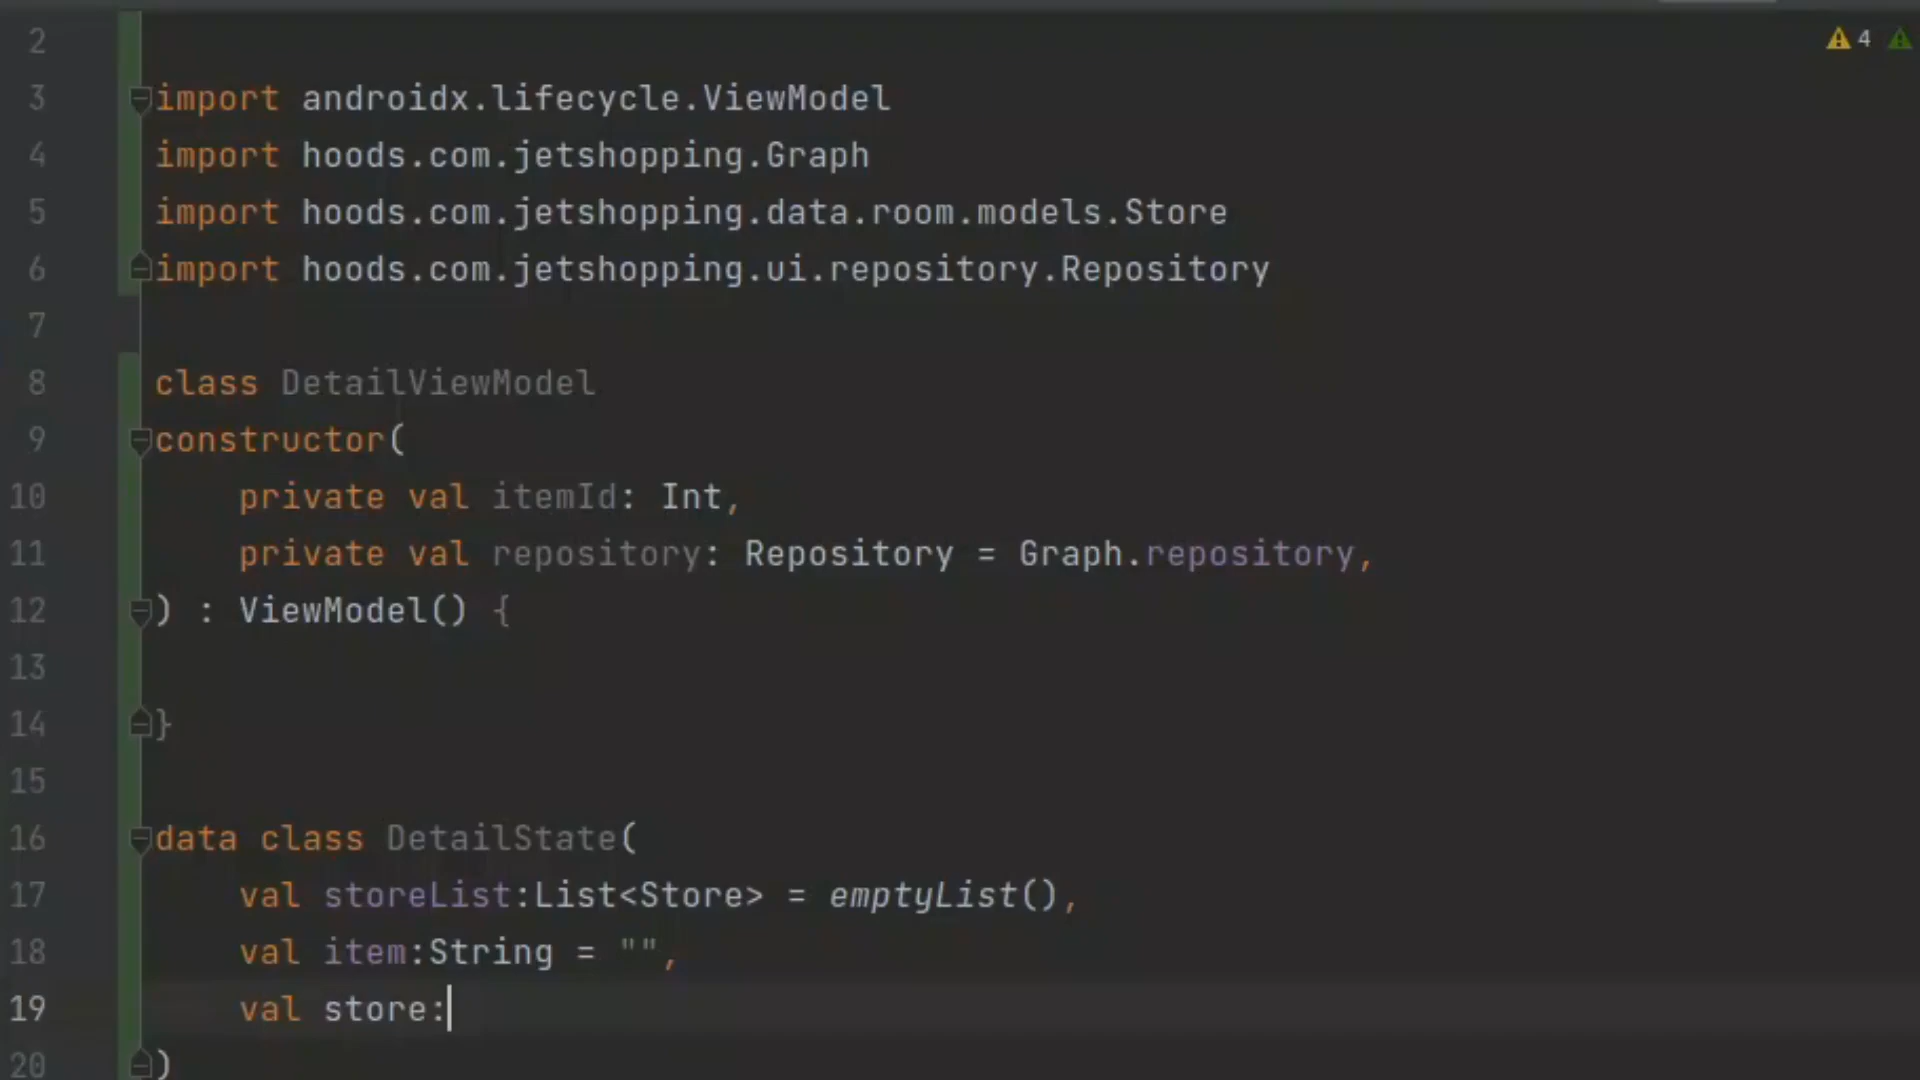 2
4
3 import androidx.lifecycle.ViewModel
4 import hoods.com.jetshopping.Graph
5 import hoods.com.jetshopping.data.room.models.Store
6 import hoods.com.jetshopping.ui.repository.Repository
7
8 class DetailViewModel
9 constructor(
10 private val itemId: Int,
11 private val repository: Repository = Graph.repository,
12 ) : ViewModel() {
13
14 }
15
16 data class DetailState(
17 val storeList:List<Store> = emptyList(),
18 val item:String = "",
19 val store:
20 )